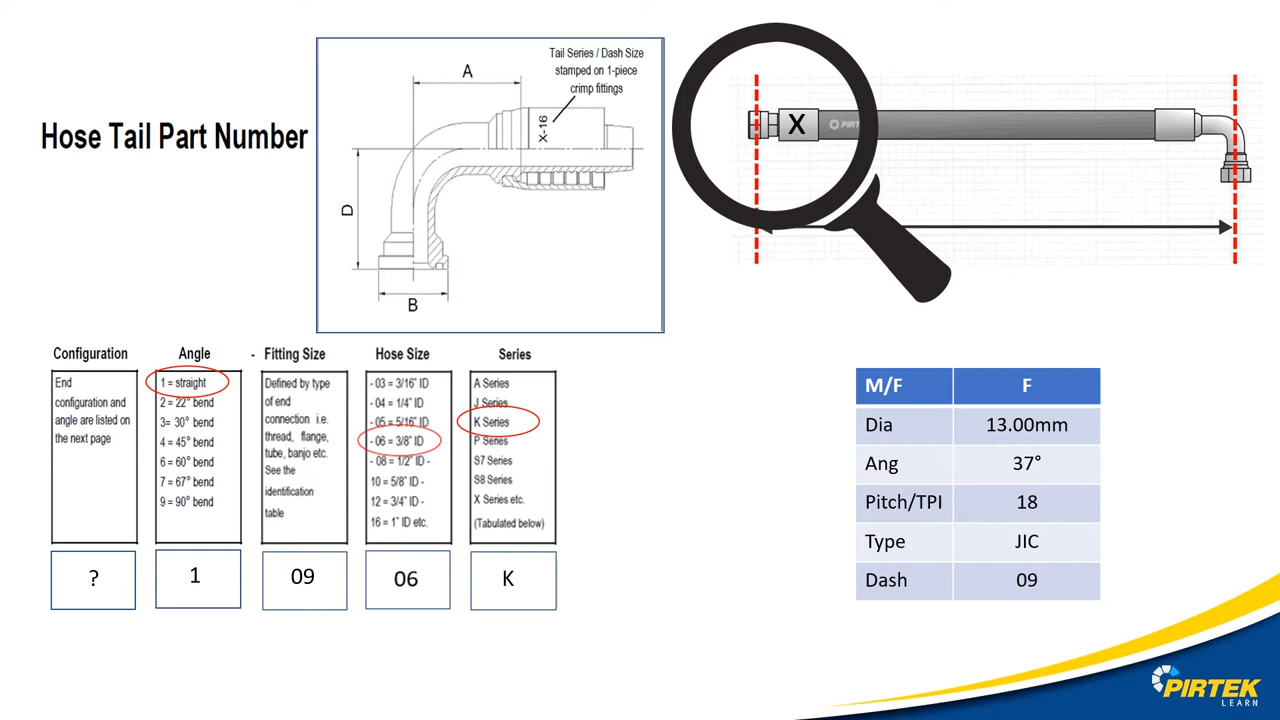 Hose Tail Part Number
A
Tail Series / Dash Size
stamped on 1-piece
crimp fittings
X-16
D
B
X
PIRTEK
Configuration
Angle
- Fitting Size
Hose Size
Series
End
configuration and
angle are listed on
the next page
1 = straight
2 = 22° bend
3= 30° bend
4 = 45° bend
6 = 60° bend
7 = 67° bend
9 = 90° bend
Defined by type
of end
connection i.e.
thread, flange,
tube, banjo etc.
See the
identification
table
- 03 = 3/16" ID
- 04 = 1/4" ID
- 05 = 5/16" ID
- 06 = 3/8" ID
- 08 = 1/2" ID -
10 = 5/8" ID -
12 = 3/4" ID -
16 = 1" ID etc.
A Series
J Series
K Series
P Series
S7 Series
S8 Series
X Series etc.
(Tabulated below)
?
1
09
06
K
M/F F
Dia 13.00mm
Ang 37°
Pitch/TPI 18
Type JIC
Dash 09
PIRTEK
LEARN